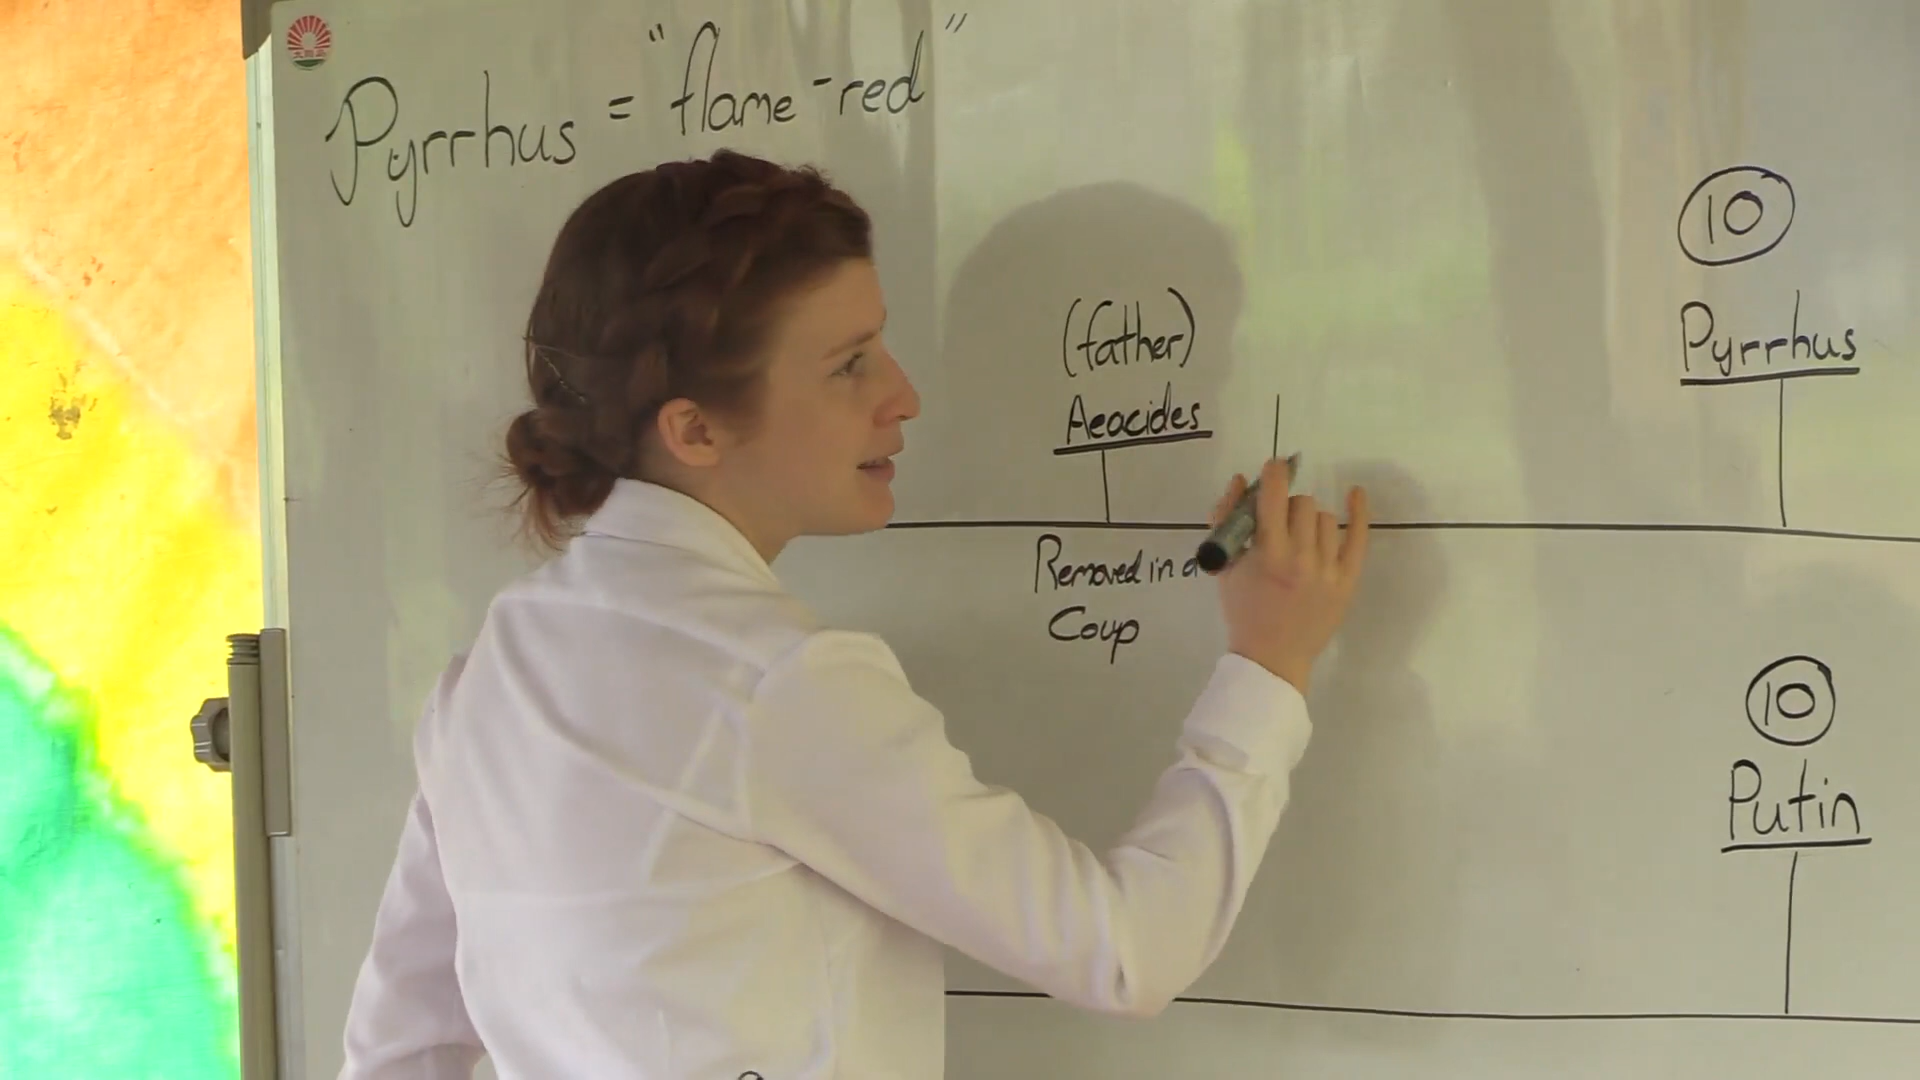 Pyrrhus = "flame-red"
10
Pyrrhus
(father)
Aeacides
Removed in a
Coup
10
Putin